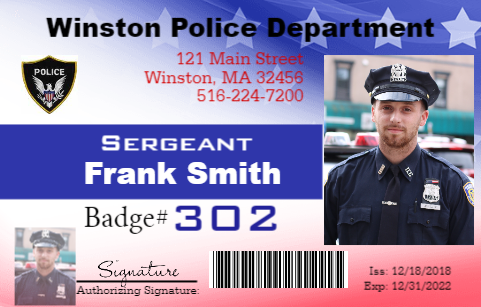 Winston Police Department
121 Main Street
Winston, MA 32456
516-224-7200
POLICE
SERGEANT
Frank Smith
Badge# 302
Signature
Authorizing Signature:
Iss: 12/18/2018
Exp: 12/31/2022